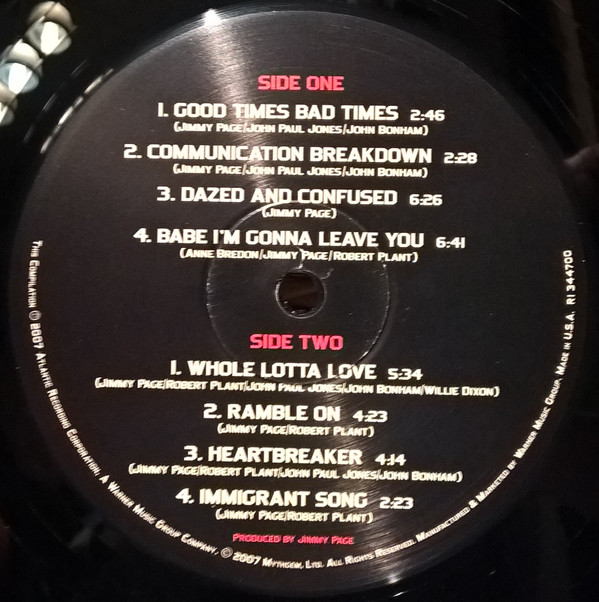 SIDE ONE
1. GOOD TIMES BAD TIMES 2:46
(JIMMY PAGE/JOHN PAUL JONES/JOHN BONHAM)
2. COMMUNICATION BREAKDOWN 2:28
(JIMMY PAGE/JOHN PAUL JONES/JOHN BONHAM)
3. DAZED AND CONFUSED 6:26
(JIMMY PAGE)
4. BABE I'M GONNA LEAVE YOU 6:41
(ANNE BREDON/JIMMY PAGE/ROBERT PLANT)
SIDE TWO
1. WHOLE LOTTA LOVE 5:34
(JIMMY PAGE/ROBERT PLANT/JOHN PAUL JONES/JOHN BONHAM/WILLIE DIXON)
2. RAMBLE ON 4:23
(JIMMY PAGE/ROBERT PLANT)
3. HEARTBREAKER 4:14
(JIMMY PAGE/ROBERT PLANT/JOHN PAUL JONES/JOHN BONHAM)
4. IMMIGRANT SONG 2:23
(JIMMY PAGE/ROBERT PLANT)
PRODUCED BY JIMMY PAGE
THIS COMPILATION ℗ 2007 ATLANTIC RECORDING CORPORATION, A WARNER MUSIC GROUP COMPANY, © 2007 MYTHGEM, LTD. ALL RIGHTS RESERVED. MANUFACTURED & MARKETED BY WARNER MUSIC GROUP. MADE IN U.S.A. R1 344700